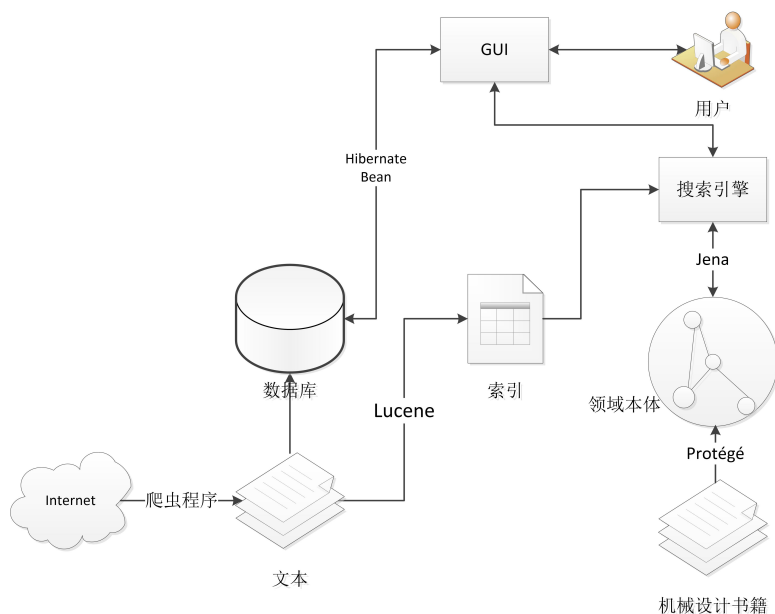 GUI
用户
Hibernate
Bean
搜索引擎
Jena
数据库
索引
领域本体
Lucene
Protégé
Internet
爬虫程序
文本
机械设计书籍